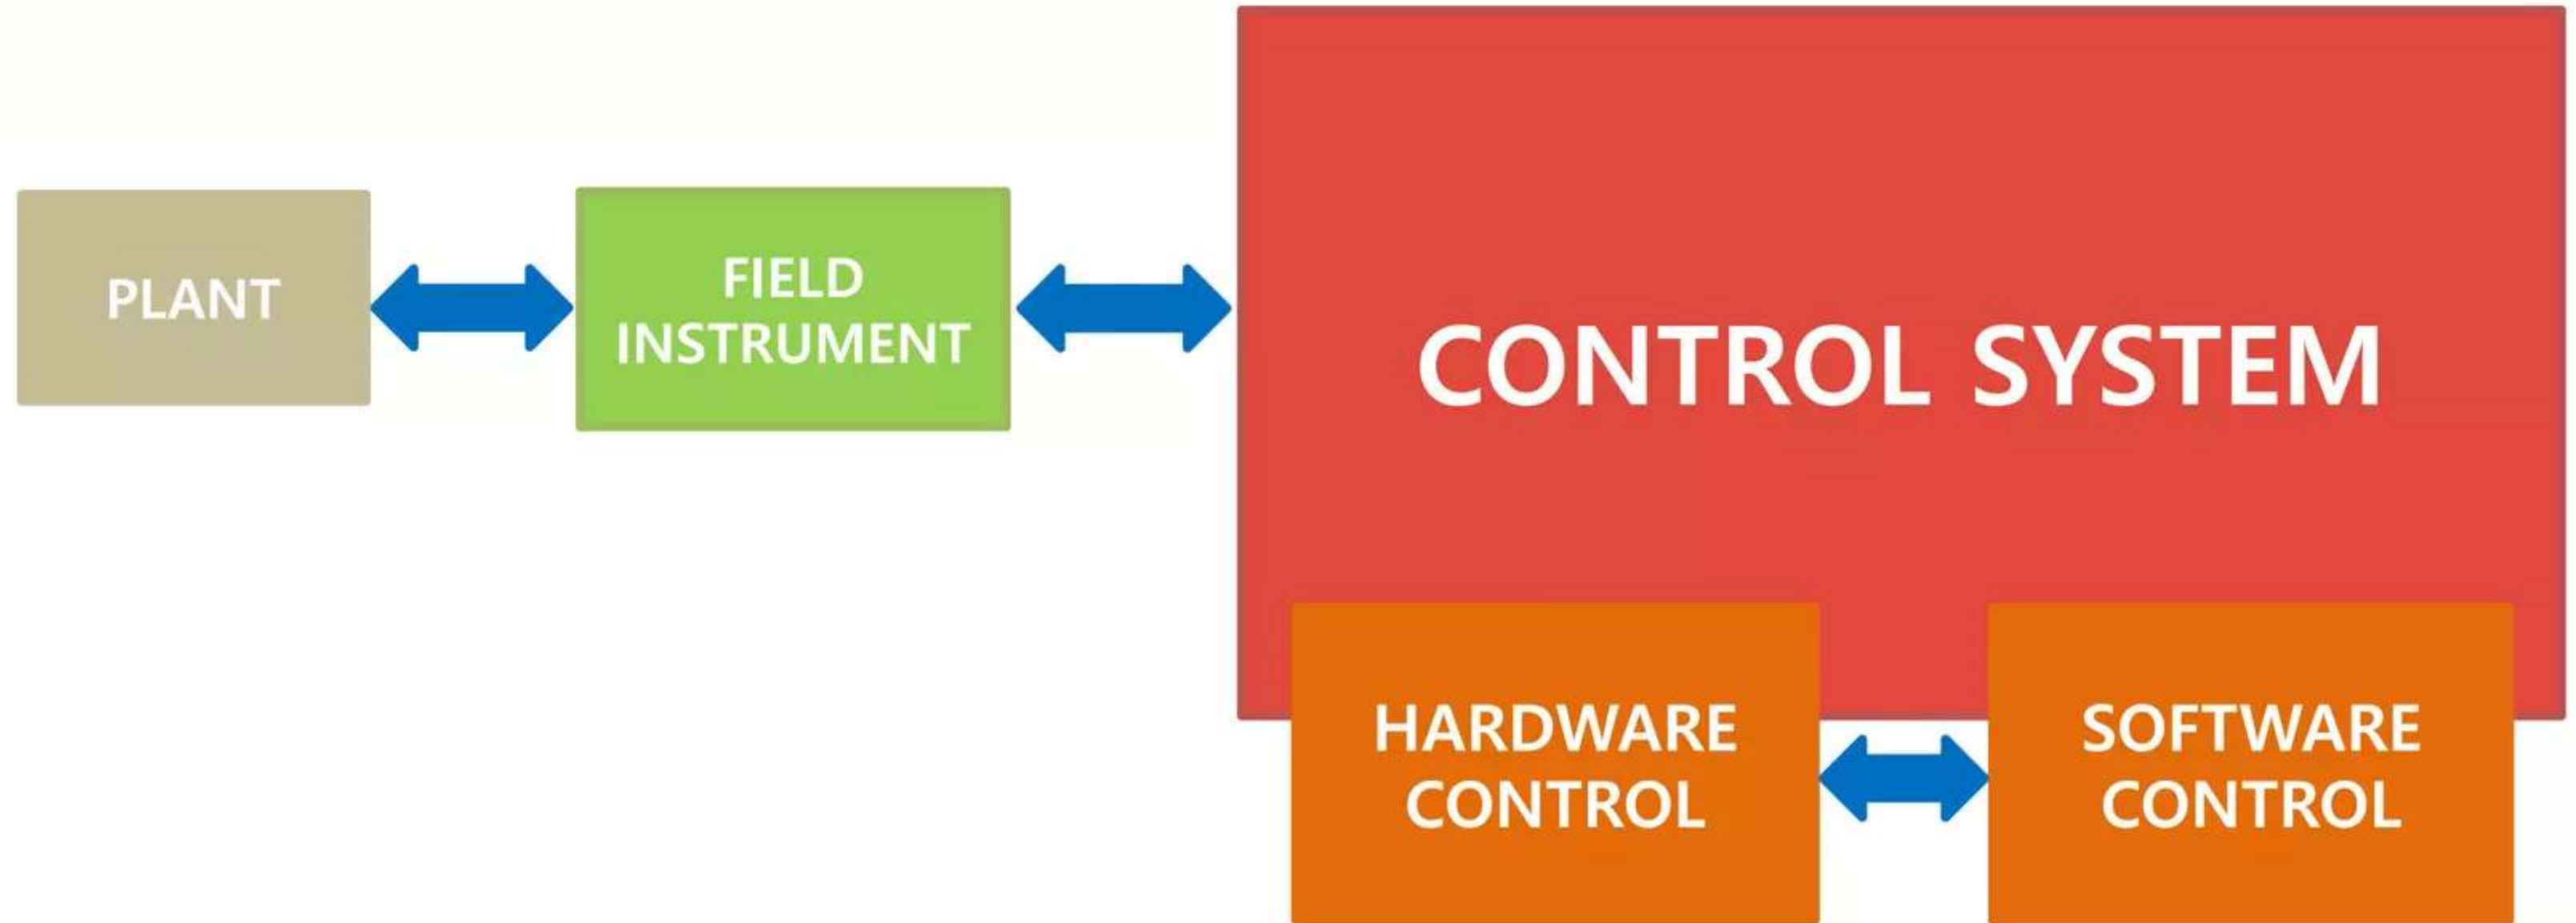 PLANT
FIELD
INSTRUMENT
CONTROL SYSTEM
HARDWARE
CONTROL
SOFTWARE
CONTROL